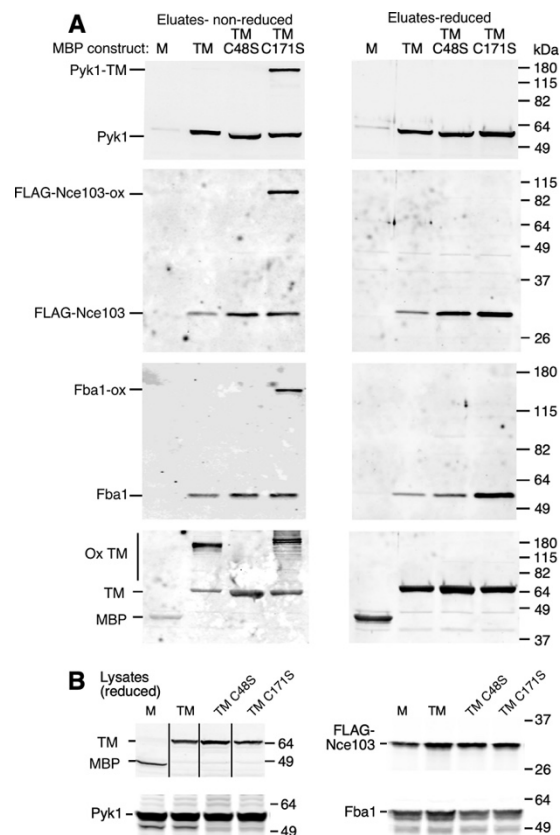 A
Eluates- non-reduced
Eluates-reduced
MBP construct: M TM TM C48S TM C171S
M TM TM C48S TM C171S kDa
Pyk1-TM
Pyk1
180
115
82
64
49
FLAG-Nce103-ox
FLAG-Nce103
115
82
64
49
37
26
Fba1-ox
Fba1
180
115
82
64
49
Ox TM
TM
MBP
180
115
82
64
49
37
B
Lysates
(reduced)
M TM TM C48S TM C171S
TM
MBP
64
49
Pyk1
64
49
M TM TM C48S TM C171S
FLAG-
Nce103
37
26
Fba1
64
49